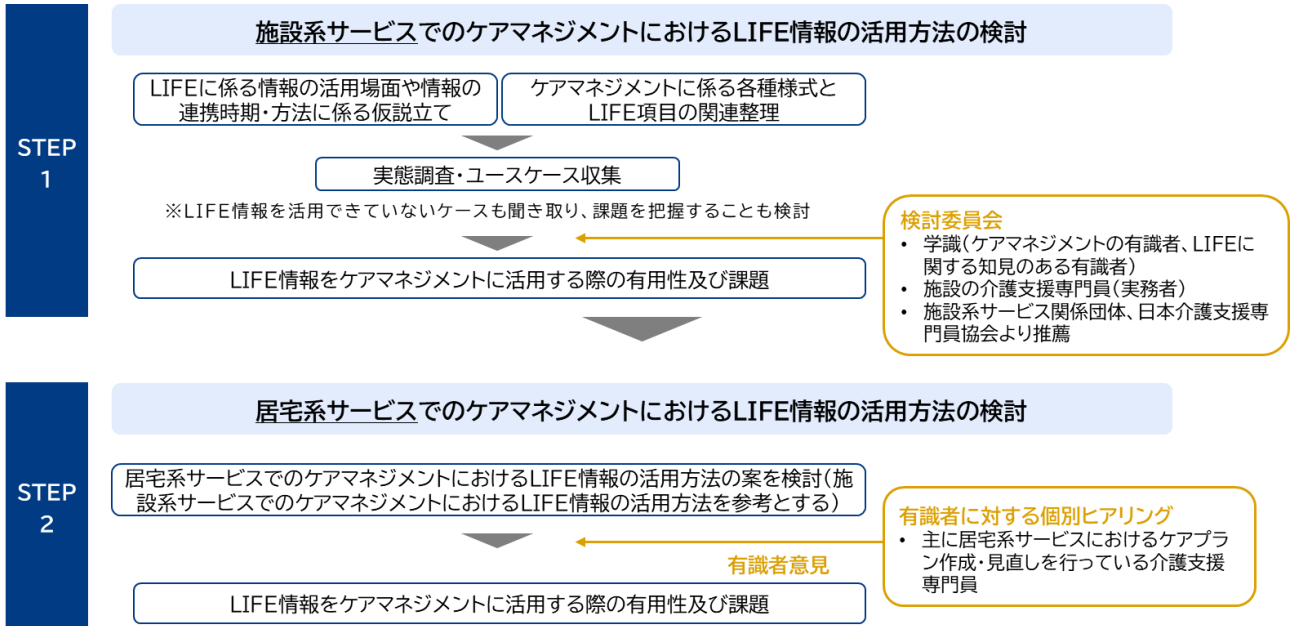 STEP
1
施設系サービスでのケアマネジメントにおけるLIFE情報の活用方法の検討
LIFEに係る情報の活用場面や情報の
連携時期・方法に係る仮説立て
ケアマネジメントに係る各種様式と
LIFE項目の関連整理
実態調査・ユースケース収集
※LIFE情報を活用できていないケースも聞き取り、課題を把握することも検討
LIFE情報をケアマネジメントに活用する際の有用性及び課題
検討委員会
• 学識(ケアマネジメントの有識者、LIFEに
関する知見のある有識者)
• 施設の介護支援専門員(実務者)
• 施設系サービス関係団体、日本介護支援専
門員協会より推薦
STEP
2
居宅系サービスでのケアマネジメントにおけるLIFE情報の活用方法の検討
居宅系サービスでのケアマネジメントにおけるLIFE情報の活用方法の案を検討(施
設系サービスでのケアマネジメントにおけるLIFE情報の活用方法を参考とする)
有識者意見
有識者に対する個別ヒアリング
• 主に居宅系サービスにおけるケアプラ
ン作成・見直しを行っている介護支援
専門員
LIFE情報をケアマネジメントに活用する際の有用性及び課題